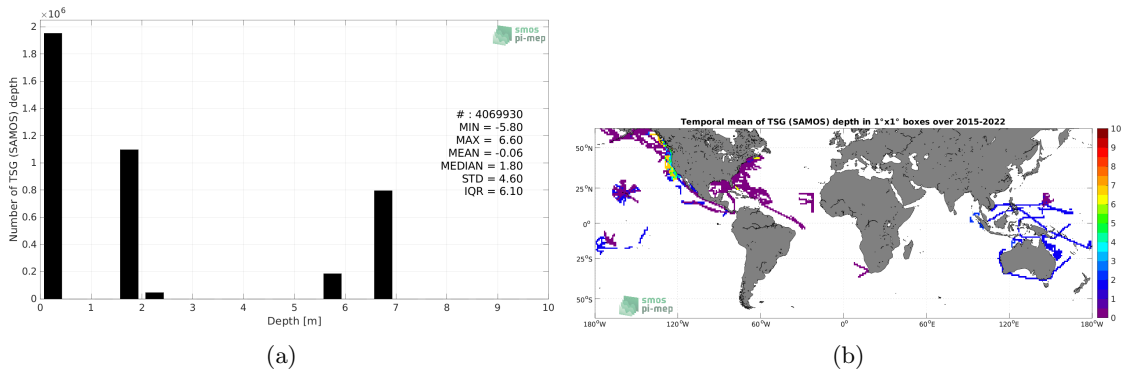 ×10⁶
2
1.8
1.6
1.4
1.2
1
0.8
0.6
0.4
0.2
0
Number of TSG (SAMOS) depth
smos
pi-mep
# : 4069930
MIN = -5.80
MAX = 6.60
MEAN = -0.06
MEDIAN = 1.80
STD = 4.60
IQR = 6.10
0 1 2 3 4 5 6 7 8 9 10
Depth [m]
(a)
Temporal mean of TSG (SAMOS) depth in 1°x1° boxes over 2015-2022
50°N
25°N
0°
25°S
50°S
smos
pi-mep
180°W 120°W 60°W 0° 60°E 120°E 180°E
10
9
8
7
6
5
4
3
2
1
0
(b)